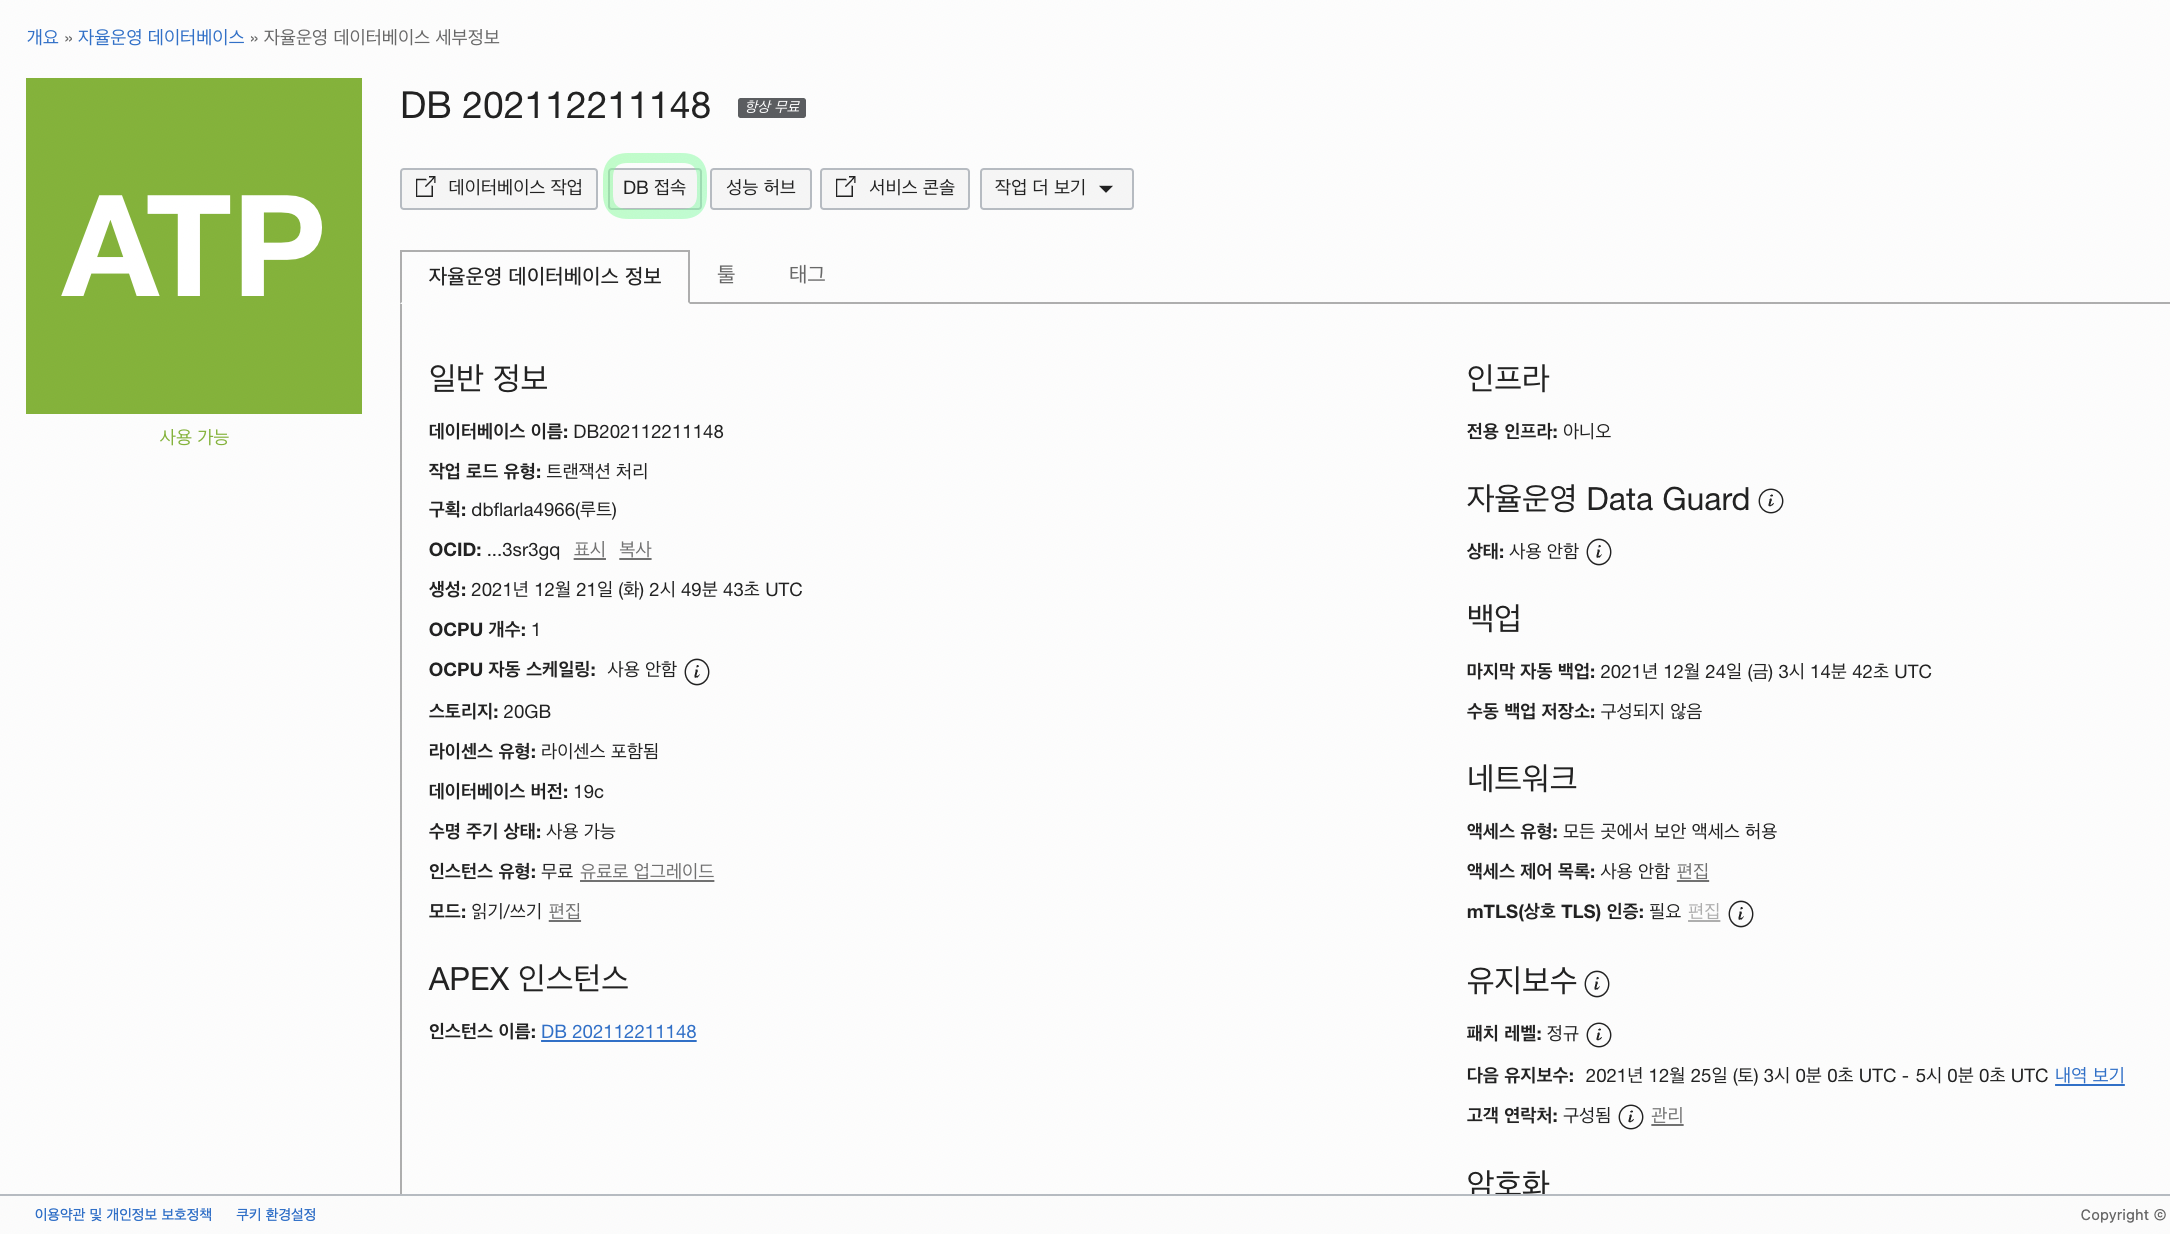 개요 » 자율운영 데이터베이스 » 자율운영 데이터베이스 세부정보
ATP
사용 가능
DB 202112211148 항상 무료
데이터베이스 작업 DB 접속 성능 허브 서비스 콘솔 작업 더 보기
자율운영 데이터베이스 정보 툴 태그
일반 정보
데이터베이스 이름: DB202112211148
작업 로드 유형: 트랜잭션 처리
구획: dbflarla4966(루트)
OCID: ...3sr3gq 표시 복사
생성: 2021년 12월 21일 (화) 2시 49분 43초 UTC
OCPU 개수: 1
OCPU 자동 스케일링: 사용 안함 i
스토리지: 20GB
라이센스 유형: 라이센스 포함됨
데이터베이스 버전: 19c
수명 주기 상태: 사용 가능
인스턴스 유형: 무료 유료로 업그레이드
모드: 읽기/쓰기 편집
APEX 인스턴스
인스턴스 이름: DB 202112211148
인프라
전용 인프라: 아니오
자율운영 Data Guard i
상태: 사용 안함 i
백업
마지막 자동 백업: 2021년 12월 24일 (금) 3시 14분 42초 UTC
수동 백업 저장소: 구성되지 않음
네트워크
액세스 유형: 모든 곳에서 보안 액세스 허용
액세스 제어 목록: 사용 안함 편집
mTLS(상호 TLS) 인증: 필요 편집 i
유지보수 i
패치 레벨: 정규 i
다음 유지보수: 2021년 12월 25일 (토) 3시 0분 0초 UTC - 5시 0분 0초 UTC 내역 보기
고객 연락처: 구성됨 i 관리
암호화
이용약관 및 개인정보 보호정책 쿠키 환경설정
Copyright ©